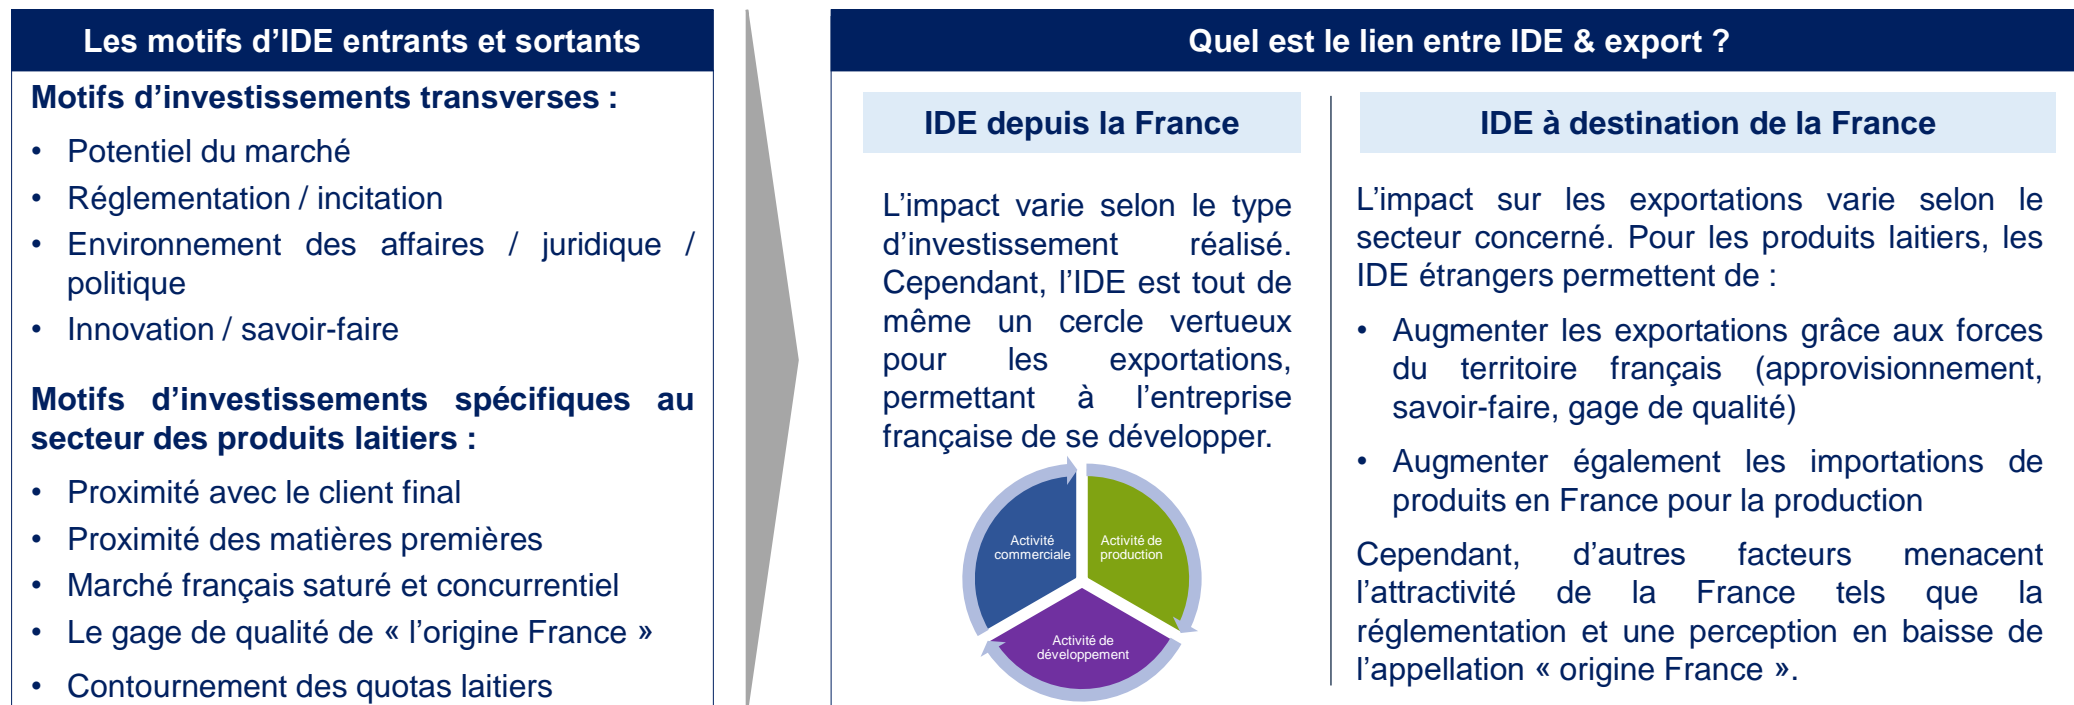 Les motifs d’IDE entrants et sortants
Motifs d’investissements transverses :
• Potentiel du marché
• Réglementation / incitation
• Environnement des affaires / juridique /
politique
• Innovation / savoir-faire
Motifs d’investissements spécifiques au
secteur des produits laitiers :
• Proximité avec le client final
• Proximité des matières premières
• Marché français saturé et concurrentiel
• Le gage de qualité de « l’origine France »
• Contournement des quotas laitiers
Quel est le lien entre IDE & export ?
IDE depuis la France
L’impact varie selon le type
d’investissement réalisé.
Cependant, l’IDE est tout de
même un cercle vertueux
pour les exportations,
permettant à l’entreprise
française de se développer.
Activité
commerciale
Activité de
production
Activité de
développement
IDE à destination de la France
L’impact sur les exportations varie selon le
secteur concerné. Pour les produits laitiers, les
IDE étrangers permettent de :
• Augmenter les exportations grâce aux forces
du territoire français (approvisionnement,
savoir-faire, gage de qualité)
• Augmenter également les importations de
produits en France pour la production
Cependant, d’autres facteurs menacent
l’attractivité de la France tels que la
réglementation et une perception en baisse de
l’appellation « origine France ».